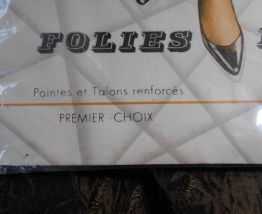 FOLIES
Pointes et Talons renforcés
PREMIER-CHOIX